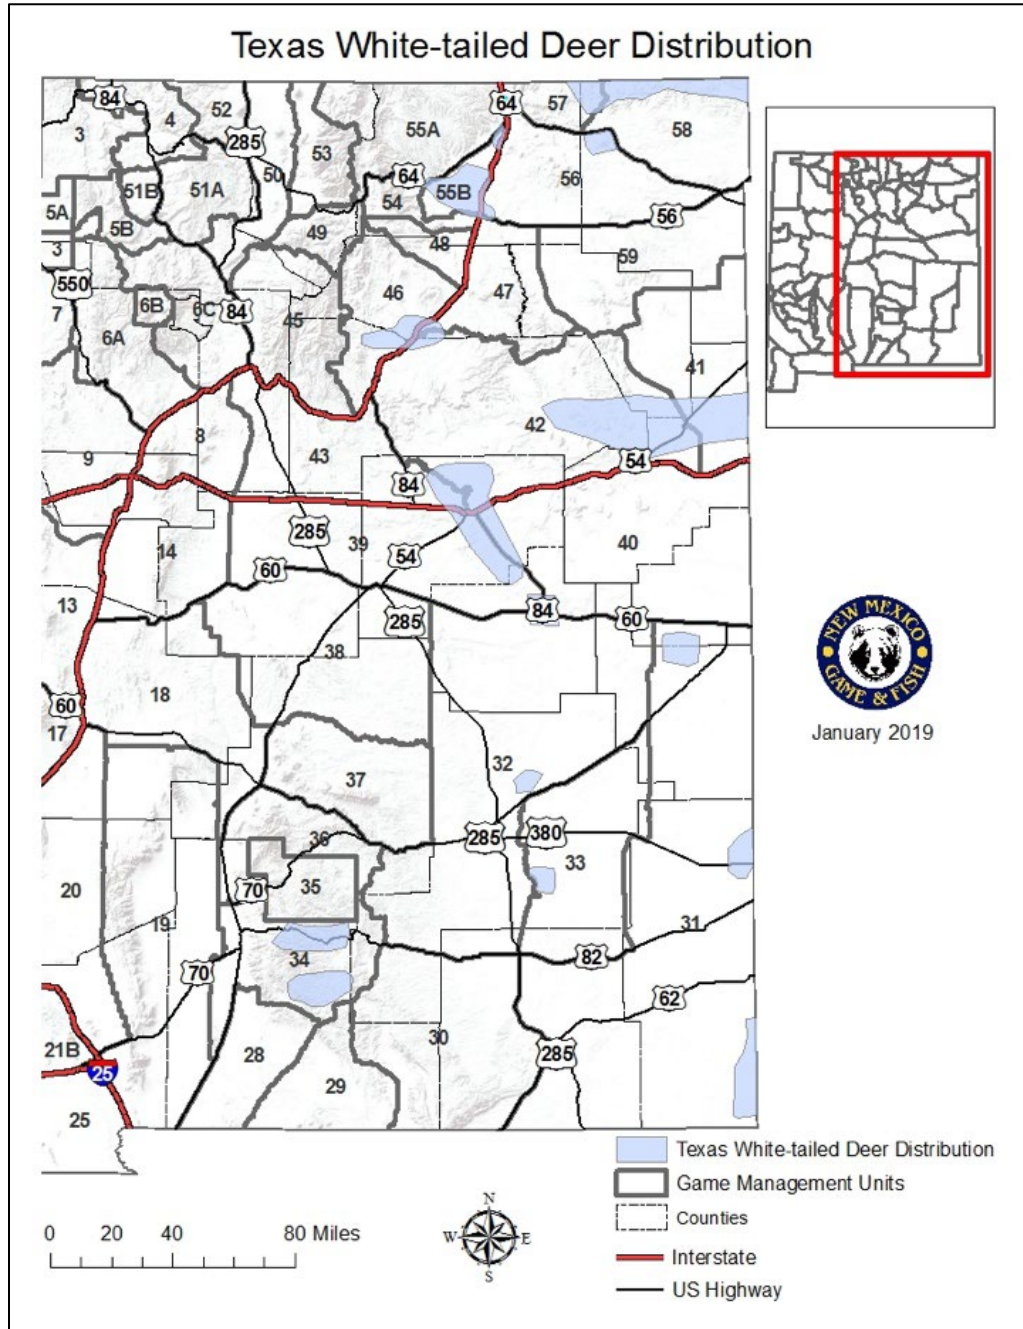 Texas White-tailed Deer Distribution
84
4
52
64
57
3
285
55A
58
53
50
64
56
51B
51A
54
55B
5A
56
5B
49
48
3
59
550
46
47
6B
7
6C
84
45
6A
41
42
8
43
9
54
84
285
39
54
40
14
60
13
84
60
285
38
18
60
17
32
37
36
285
380
33
20
70
35
19
31
34
82
70
62
30
21B
28
285
25
29
25
NEW MEXICO
GAME & FISH
January 2019
Texas White-tailed Deer Distribution
Game Management Units
Counties
Interstate
US Highway
0 20 40 80 Miles
N
W E
S